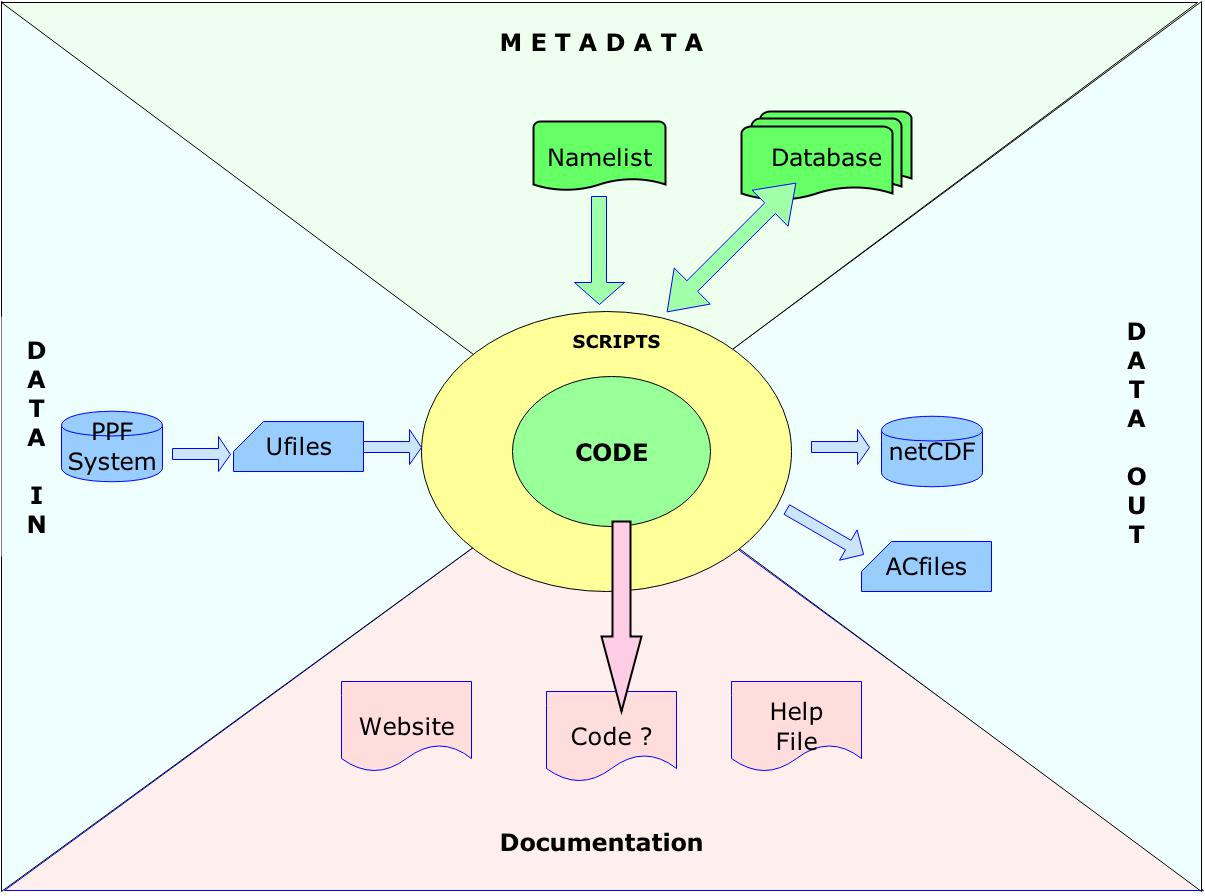 M E T A D A T A
Namelist
Database
SCRIPTS
CODE
D
A
T
A
I
N
PPF
System
Ufiles
netCDF
ACfiles
D
A
T
A
O
U
T
Website
Code ?
Help
File
Documentation